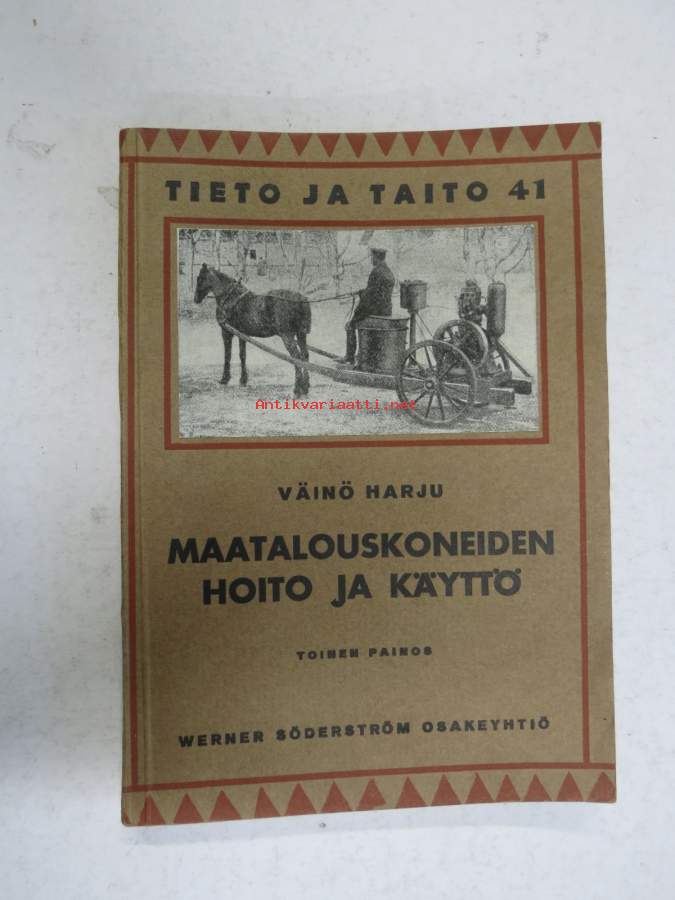 TIETO JA TAITO 41
Antikvariaatti.net
VÄINÖ HARJU
MAATALOUSKONEIDEN
HOITO JA KÄYTTÖ
TOINEN PAINOS
WERNER SÖDERSTRÖM OSAKEYHTIÖ